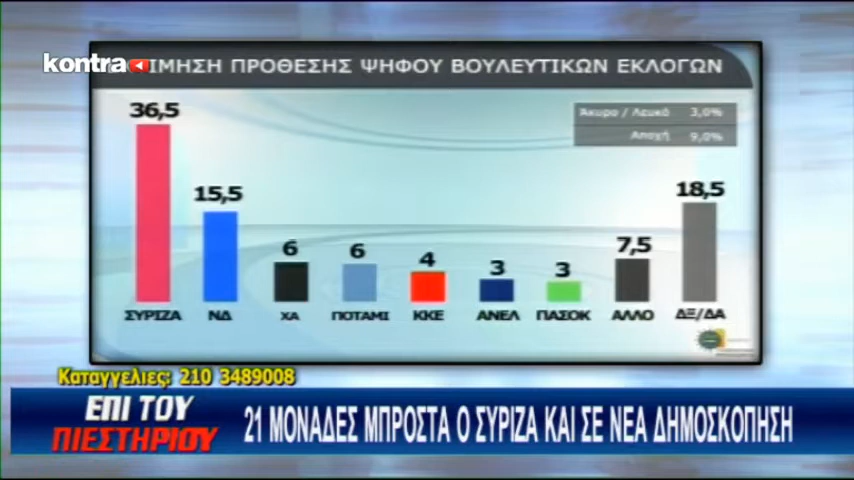 kontra
ΙΜΗΣΗ ΠΡΟΘΕΣΗΣ ΨΗΦΟΥ ΒΟΥΛΕΥΤΙΚΩΝ ΕΚΛΟΓΩΝ
Άκυρο / Λευκό 3,0%
Αποχή 9,0%
36,5
15,5
6
6
4
3
3
7,5
18,5
ΣΥΡΙΖΑ ΝΔ ΧΑ ΠΟΤΑΜΙ ΚΚΕ ΑΝΕΛ ΠΑΣΟΚ ΑΛΛΟ ΔΞ/ΔΑ
Καταγγελιες: 210 3489008
ΕΠΙ ΤΟΥ
ΠΙΕΣΤΗΡΙΟΥ
21 ΜΟΝΑΔΕΣ ΜΠΡΟΣΤΑ Ο ΣΥΡΙΖΑ ΚΑΙ ΣΕ ΝΕΑ ΔΗΜΟΣΚΟΠΗΣΗ